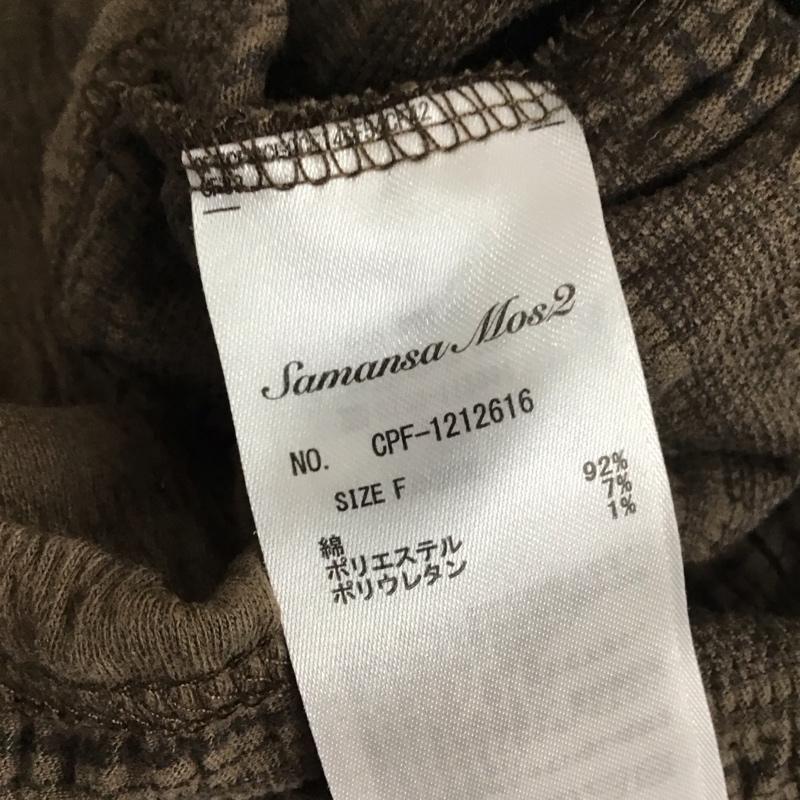 Samansa Mos2
NO. CPF-1212616
SIZE F
綿 92%
ポリエステル 7%
ポリウレタン 1%